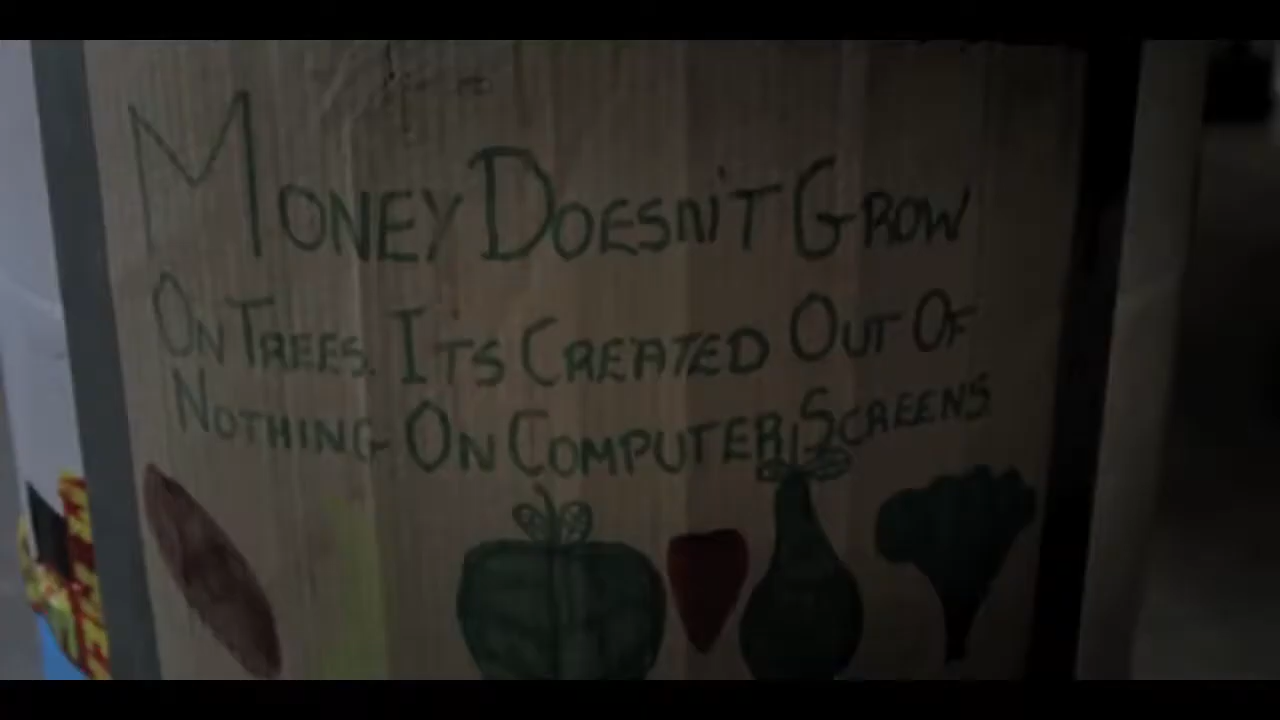 Money Doesn't Grow
On Trees. Its Created Out Of
Nothing On Computer Screens